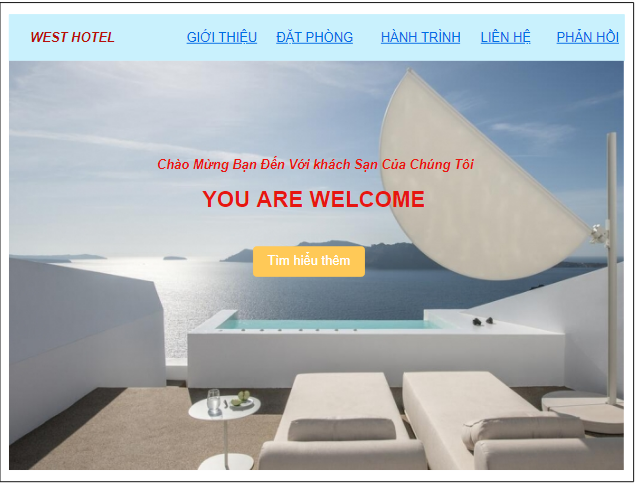 WEST HOTEL GIỚI THIỆU ĐẶT PHÒNG HÀNH TRÌNH LIÊN HỆ PHẢN HỒI
Chào Mừng Bạn Đến Với khách Sạn Của Chúng Tôi
YOU ARE WELCOME
Tìm hiểu thêm